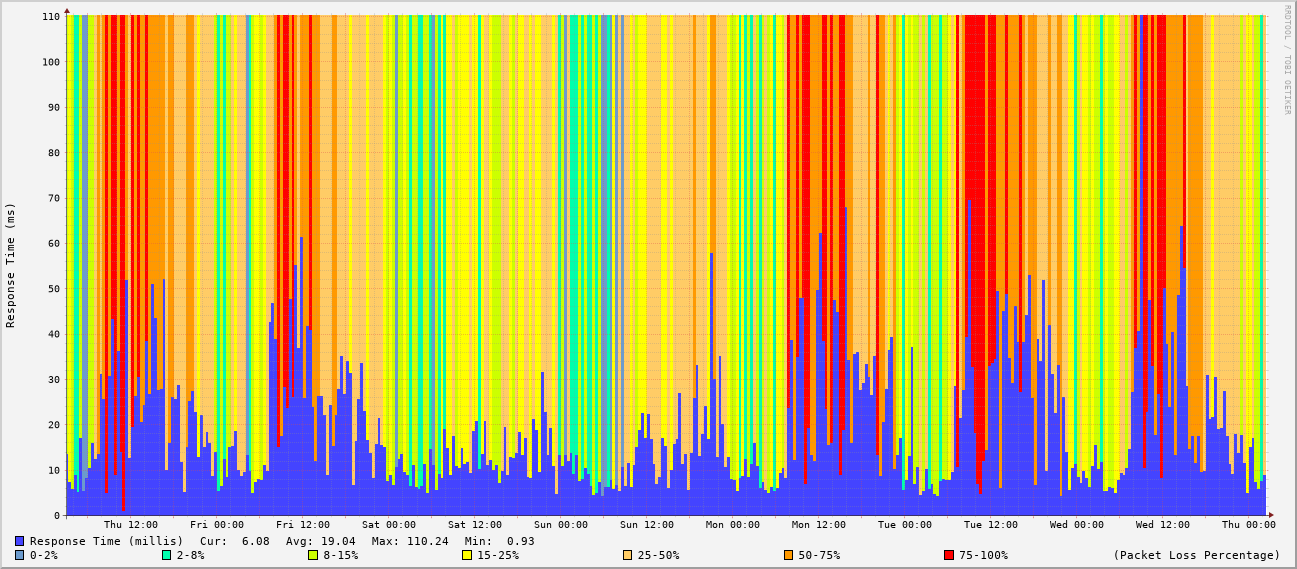 RRDTOOL / TOBI OETIKER
Response Time (ms)
110
100
90
80
70
60
50
40
30
20
10
0
Thu 12:00 Fri 00:00 Fri 12:00 Sat 00:00 Sat 12:00 Sun 00:00 Sun 12:00 Mon 00:00 Mon 12:00 Tue 00:00 Tue 12:00 Wed 00:00 Wed 12:00 Thu 00:00
Response Time (millis) Cur: 6.08 Avg: 19.04 Max: 110.24 Min: 0.93
0-2% 2-8% 8-15% 15-25% 25-50% 50-75% 75-100% (Packet Loss Percentage)